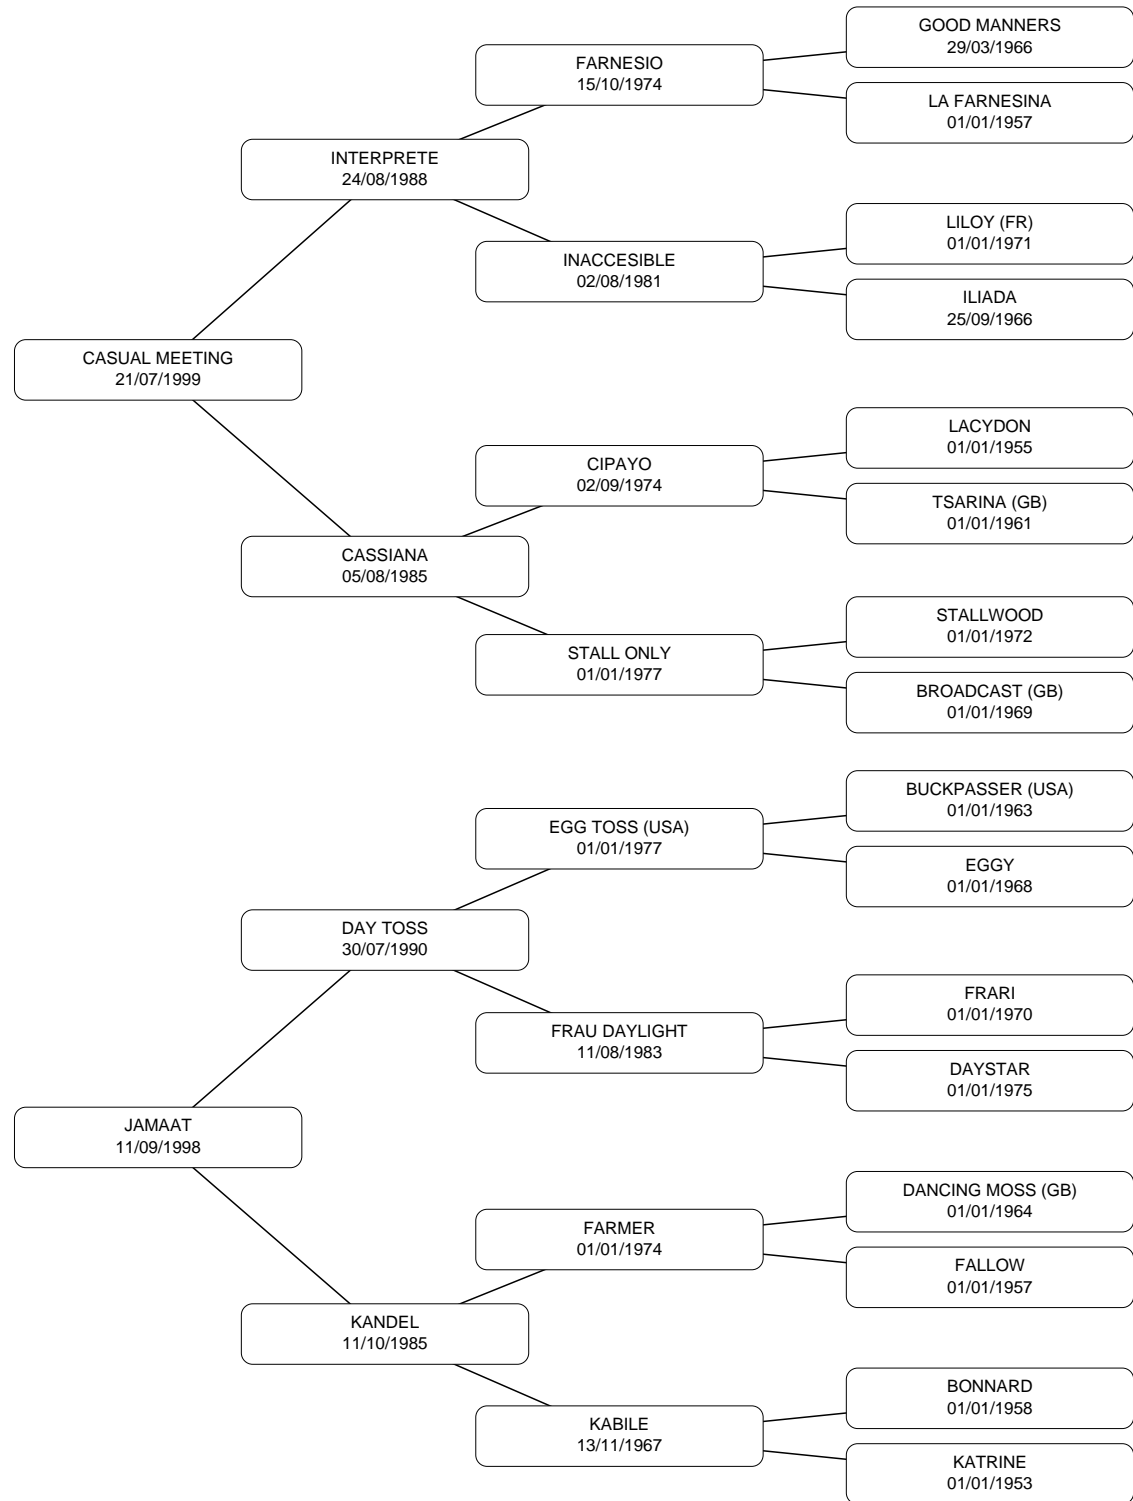 GOOD MANNERS
29/03/1966
FARNESIO
15/10/1974
LA FARNESINA
01/01/1957
INTERPRETE
24/08/1988
LILOY (FR)
01/01/1971
INACCESIBLE
02/08/1981
ILIADA
25/09/1966
CASUAL MEETING
21/07/1999
LACYDON
01/01/1955
CIPAYO
02/09/1974
TSARINA (GB)
01/01/1961
CASSIANA
05/08/1985
STALLWOOD
01/01/1972
STALL ONLY
01/01/1977
BROADCAST (GB)
01/01/1969
BUCKPASSER (USA)
01/01/1963
EGG TOSS (USA)
01/01/1977
EGGY
01/01/1968
DAY TOSS
30/07/1990
FRARI
01/01/1970
FRAU DAYLIGHT
11/08/1983
DAYSTAR
01/01/1975
JAMAAT
11/09/1998
DANCING MOSS (GB)
01/01/1964
FARMER
01/01/1974
FALLOW
01/01/1957
KANDEL
11/10/1985
BONNARD
01/01/1958
KABILE
13/11/1967
KATRINE
01/01/1953